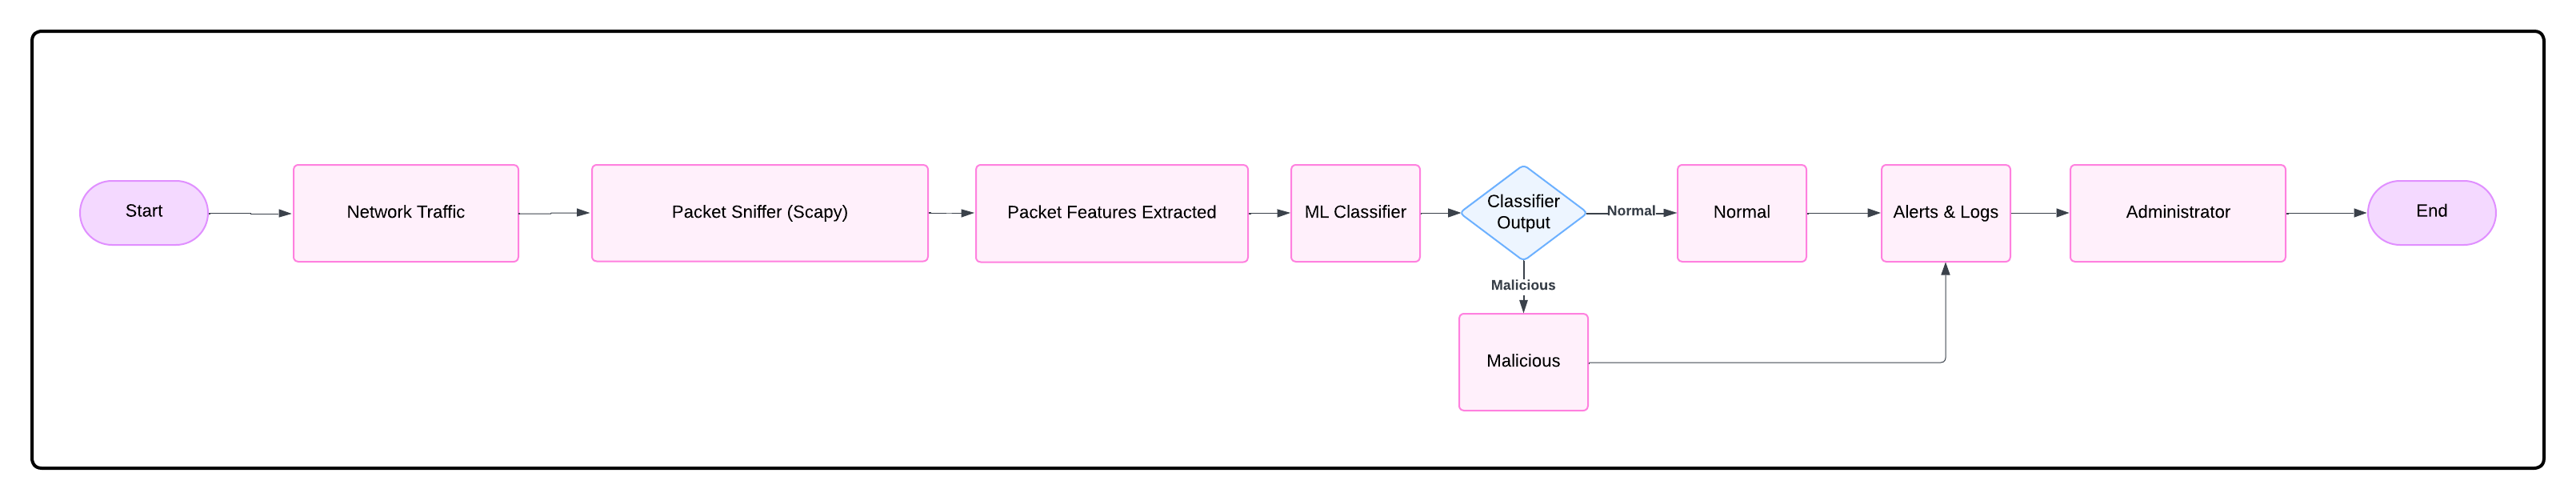 Start
Network Traffic
Packet Sniffer (Scapy)
Packet Features Extracted
ML Classifier
Classifier
Output
Normal
Normal
Alerts & Logs
Administrator
End
Malicious
Malicious